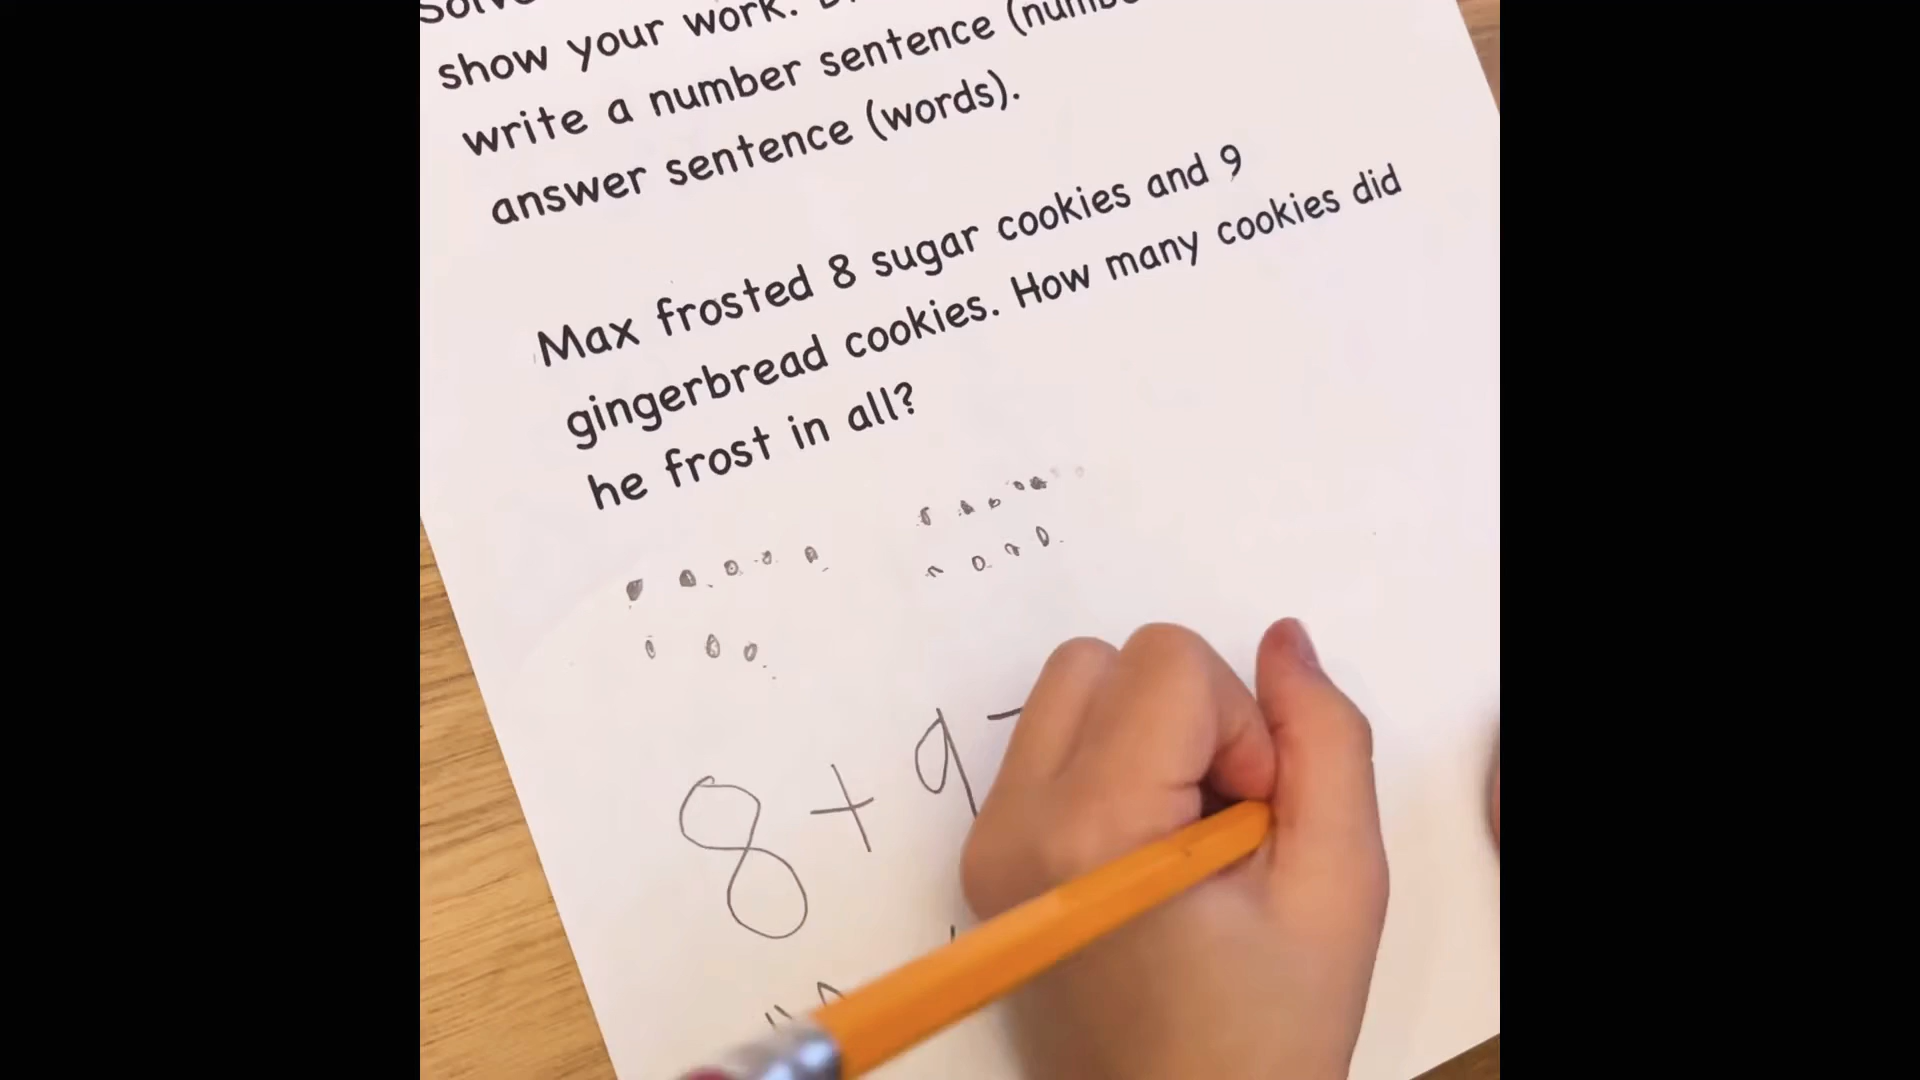 show your work.
write a number sentence
answer sentence (words).
Max frosted 8 sugar cookies and 9
gingerbread cookies. How many cookies did
he frost in all?
8 + 9